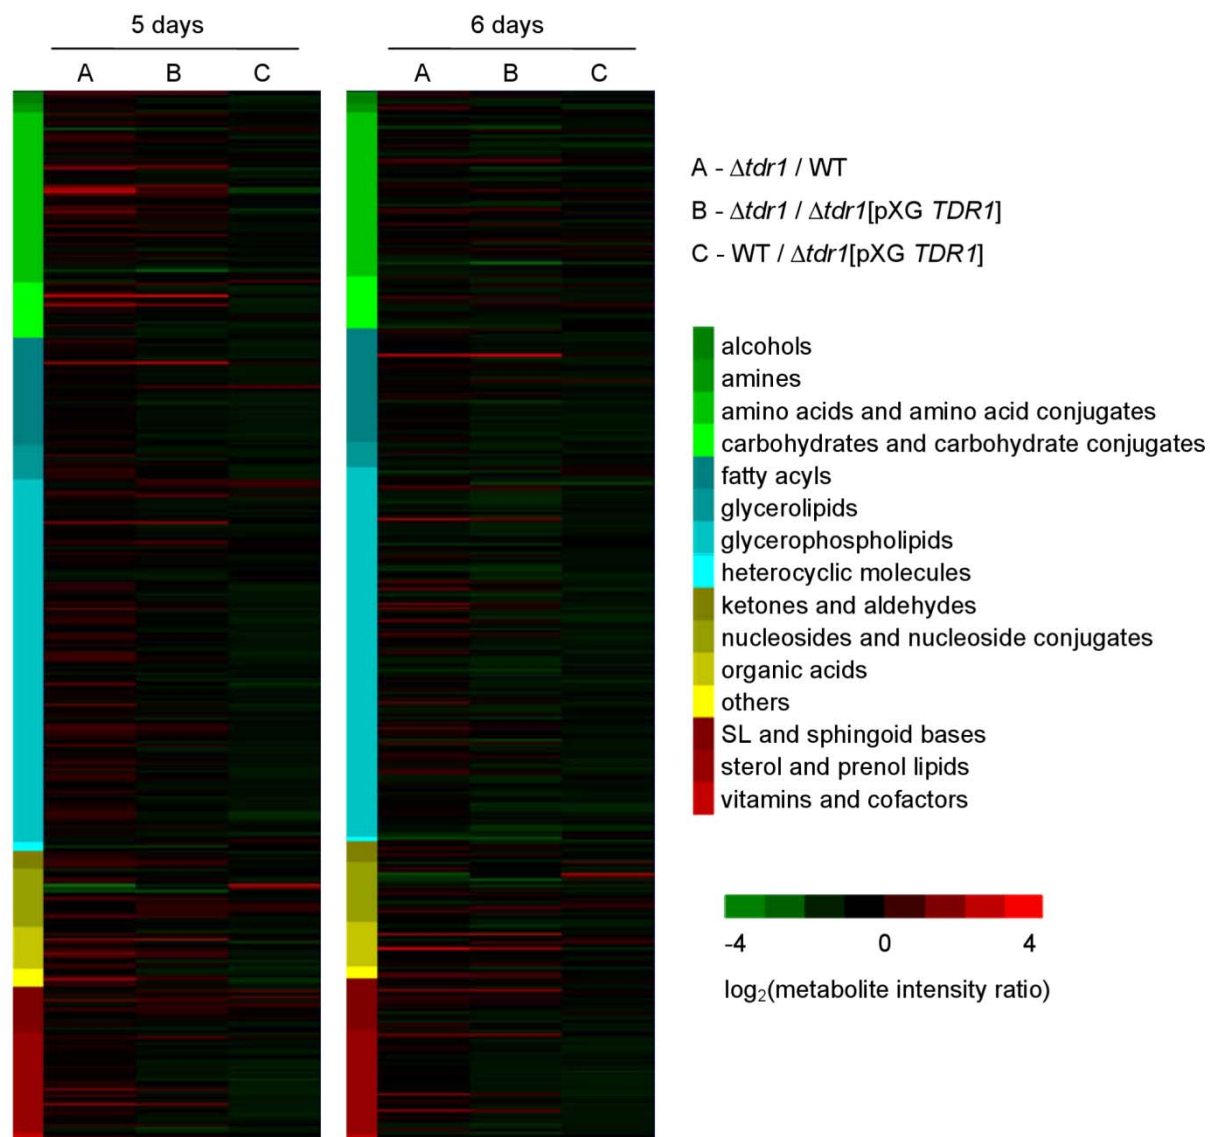 5 days 6 days
A B C A B C
A - Δtdr1 / WT
B - Δtdr1 / Δtdr1[pXG TDR1]
C - WT / Δtdr1[pXG TDR1]
alcohols
amines
amino acids and amino acid conjugates
carbohydrates and carbohydrate conjugates
fatty acyls
glycerolipids
glycerophospholipids
heterocyclic molecules
ketones and aldehydes
nucleosides and nucleoside conjugates
organic acids
others
SL and sphingoid bases
sterol and prenol lipids
vitamins and cofactors
-4 0 4
log₂(metabolite intensity ratio)